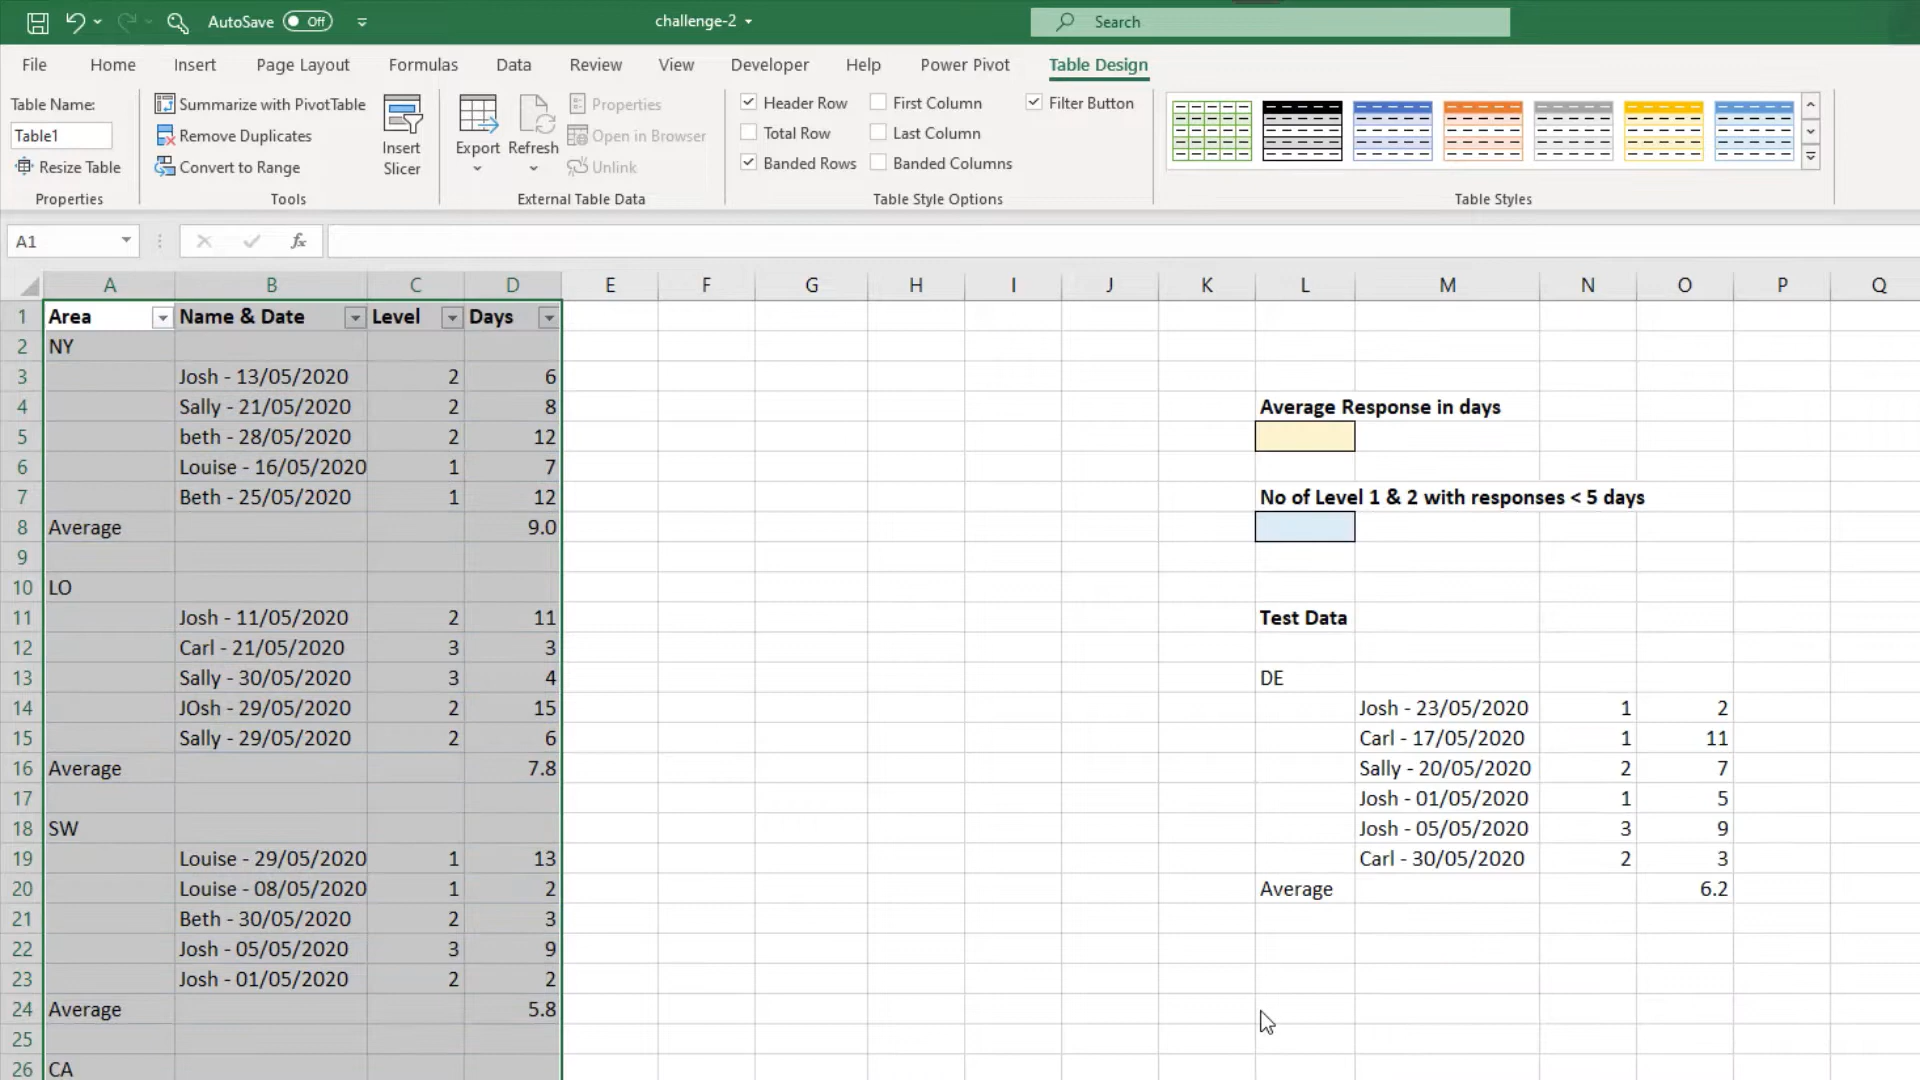 AutoSave Off
challenge-2
Search
File Home Insert Page Layout Formulas Data Review View Developer Help Power Pivot Table Design
Table Name:
Table1
Resize Table
Properties
Summarize with PivotTable
Remove Duplicates
Convert to Range
Tools
Insert
Slicer
Export
Refresh
Properties
Open in Browser
Unlink
External Table Data
Header Row
Total Row
Banded Rows
First Column
Last Column
Banded Columns
Filter Button
Table Style Options
Table Styles
A1
fx
A B C D E F G H I J K L M N O P Q
1 Area Name & Date Level Days
2 NY
3 Josh - 13/05/2020 2 6
4 Sally - 21/05/2020 2 8 Average Response in days
5 beth - 28/05/2020 2 12
6 Louise - 16/05/2020 1 7
7 Beth - 25/05/2020 1 12 No of Level 1 & 2 with responses < 5 days
8 Average 9.0
9
10 LO
11 Josh - 11/05/2020 2 11 Test Data
12 Carl - 21/05/2020 3 3
13 Sally - 30/05/2020 3 4 DE
14 JOsh - 29/05/2020 2 15 Josh - 23/05/2020 1 2
15 Sally - 29/05/2020 2 6 Carl - 17/05/2020 1 11
16 Average 7.8 Sally - 20/05/2020 2 7
17 Josh - 01/05/2020 1 5
18 SW Josh - 05/05/2020 3 9
19 Louise - 29/05/2020 1 13 Carl - 30/05/2020 2 3
20 Louise - 08/05/2020 1 2 Average 6.2
21 Beth - 30/05/2020 2 3
22 Josh - 05/05/2020 3 9
23 Josh - 01/05/2020 2 2
24 Average 5.8
25
26 CA